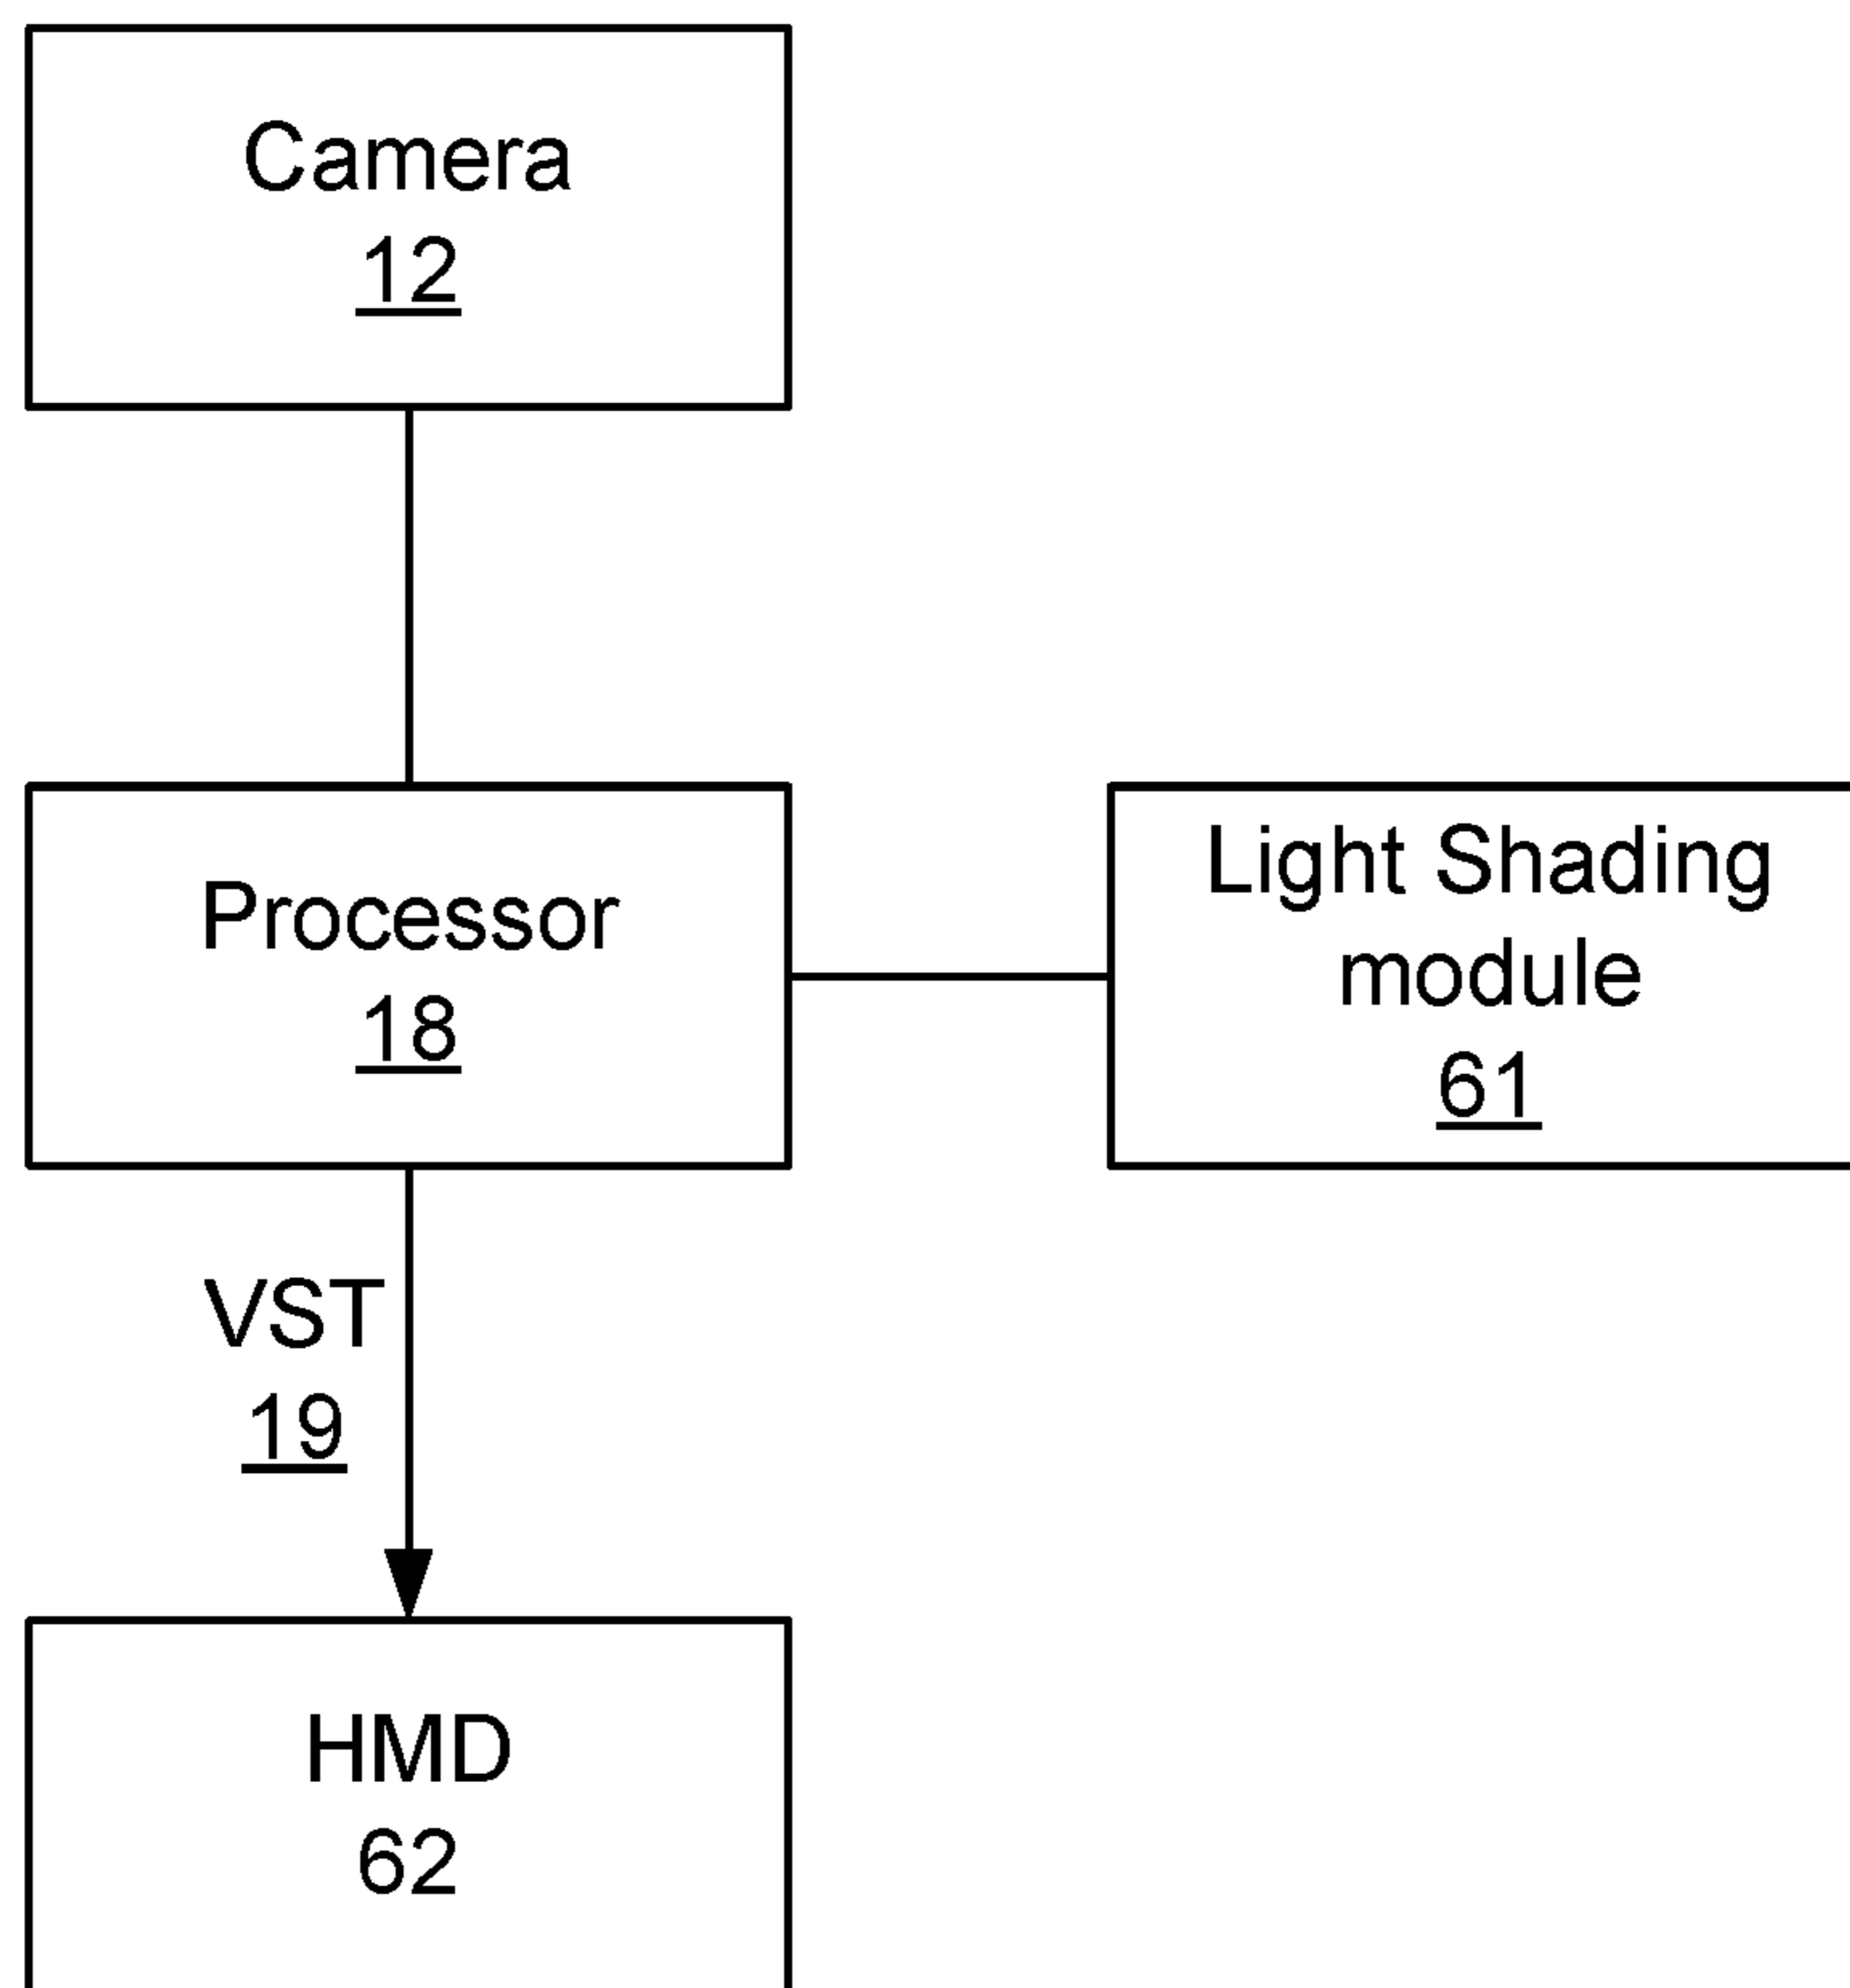 Camera
12
Processor
18
Light Shading
module
61
VST
19
HMD
62